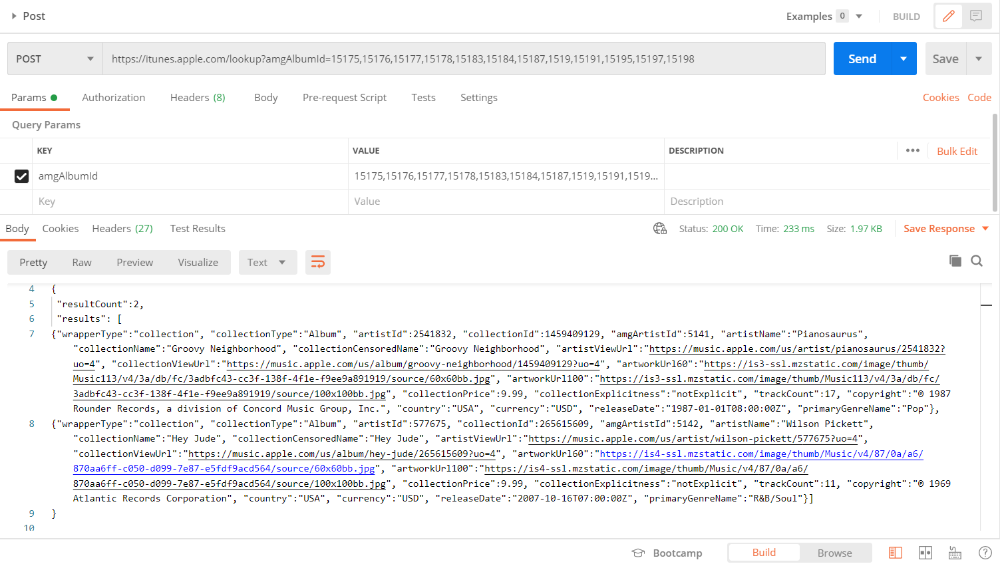 Post
Examples 0
BUILD
POST
https://itunes.apple.com/lookup?amgAlbumId=15175,15176,15177,15178,15183,15184,15187,1519,15191,15195,15197,15198
Send
Save
Params
Authorization
Headers (8)
Body
Pre-request Script
Tests
Settings
Cookies
Code
Query Params
KEY
VALUE
DESCRIPTION
•••
Bulk Edit
amgAlbumId
15175,15176,15177,15178,15183,15184,15187,1519,15191,1519...
Key
Value
Description
Body
Cookies
Headers (27)
Test Results
Status: 200 OK
Time: 233 ms
Size: 1.97 KB
Save Response
Pretty
Raw
Preview
Visualize
Text
4 {
5 "resultCount":2,
6 "results": [
7 {"wrapperType":"collection", "collectionType":"Album", "artistId":2541832, "collectionId":1459409129, "amgArtistId":5141, "artistName":"Pianosaurus",
"collectionName":"Groovy Neighborhood", "collectionCensoredName":"Groovy Neighborhood", "artistViewUrl":"https://music.apple.com/us/artist/pianosaurus/2541832?
uo=4", "collectionViewUrl":"https://music.apple.com/us/album/groovy-neighborhood/1459409129?uo=4", "artworkUrl60":"https://is3-ssl.mzstatic.com/image/thumb/
Music113/v4/3a/db/fc/3adbfc43-cc3f-138f-4f1e-f9ee9a891919/source/60x60bb.jpg", "artworkUrl100":"https://is3-ssl.mzstatic.com/image/thumb/Music113/v4/3a/db/fc/
3adbfc43-cc3f-138f-4f1e-f9ee9a891919/source/100x100bb.jpg", "collectionPrice":9.99, "collectionExplicitness":"notExplicit", "trackCount":17, "copyright":"℗ 1987
Rounder Records, a division of Concord Music Group, Inc.", "country":"USA", "currency":"USD", "releaseDate":"1987-01-01T08:00:00Z", "primaryGenreName":"Pop"},
8 {"wrapperType":"collection", "collectionType":"Album", "artistId":577675, "collectionId":265615609, "amgArtistId":5142, "artistName":"Wilson Pickett",
"collectionName":"Hey Jude", "collectionCensoredName":"Hey Jude", "artistViewUrl":"https://music.apple.com/us/artist/wilson-pickett/577675?uo=4",
"collectionViewUrl":"https://music.apple.com/us/album/hey-jude/265615609?uo=4", "artworkUrl60":"https://is4-ssl.mzstatic.com/image/thumb/Music/v4/87/0a/a6/
870aa6ff-c050-d099-7e87-e5fdf9acd564/source/60x60bb.jpg", "artworkUrl100":"https://is4-ssl.mzstatic.com/image/thumb/Music/v4/87/0a/a6/
870aa6ff-c050-d099-7e87-e5fdf9acd564/source/100x100bb.jpg", "collectionPrice":9.99, "collectionExplicitness":"notExplicit", "trackCount":11, "copyright":"℗ 1969
Atlantic Records Corporation", "country":"USA", "currency":"USD", "releaseDate":"2007-10-16T07:00:00Z", "primaryGenreName":"R&B/Soul"}]
9 }
10
Bootcamp
Build
Browse